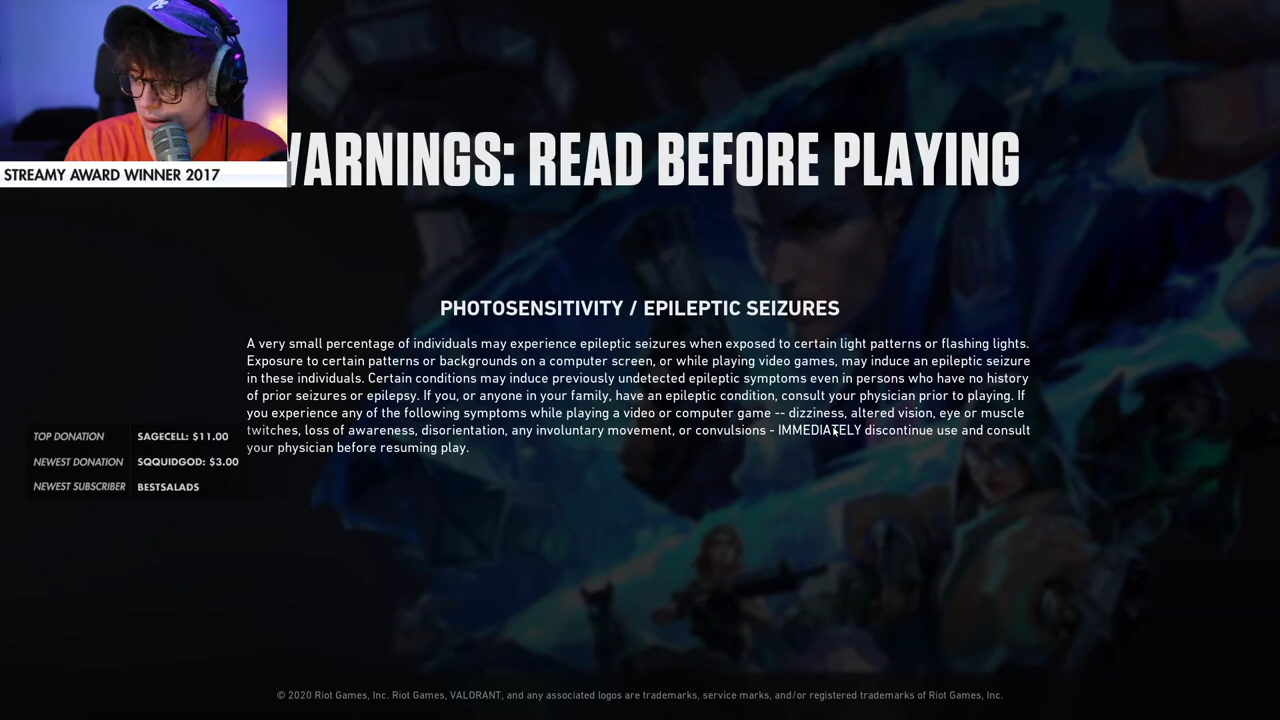 WARNINGS: READ BEFORE PLAYING
STREAMY AWARD WINNER 2017
PHOTOSENSITIVITY / EPILEPTIC SEIZURES
A very small percentage of individuals may experience epileptic seizures when exposed to certain light patterns or flashing lights.
Exposure to certain patterns or backgrounds on a computer screen, or while playing video games, may induce an epileptic seizure
in these individuals. Certain conditions may induce previously undetected epileptic symptoms even in persons who have no history
of prior seizures or epilepsy. If you, or anyone in your family, have an epileptic condition, consult your physician prior to playing. If
you experience any of the following symptoms while playing a video or computer game -- dizziness, altered vision, eye or muscle
twitches, loss of awareness, disorientation, any involuntary movement, or convulsions - IMMEDIATELY discontinue use and consult
your physician before resuming play.
TOP DONATION SAGECELL: $11.00
NEWEST DONATION SQQUIDGOD: $3.00
NEWEST SUBSCRIBER BESTSALADS
© 2020 Riot Games, Inc. Riot Games, VALORANT, and any associated logos are trademarks, service marks, and/or registered trademarks of Riot Games, Inc.